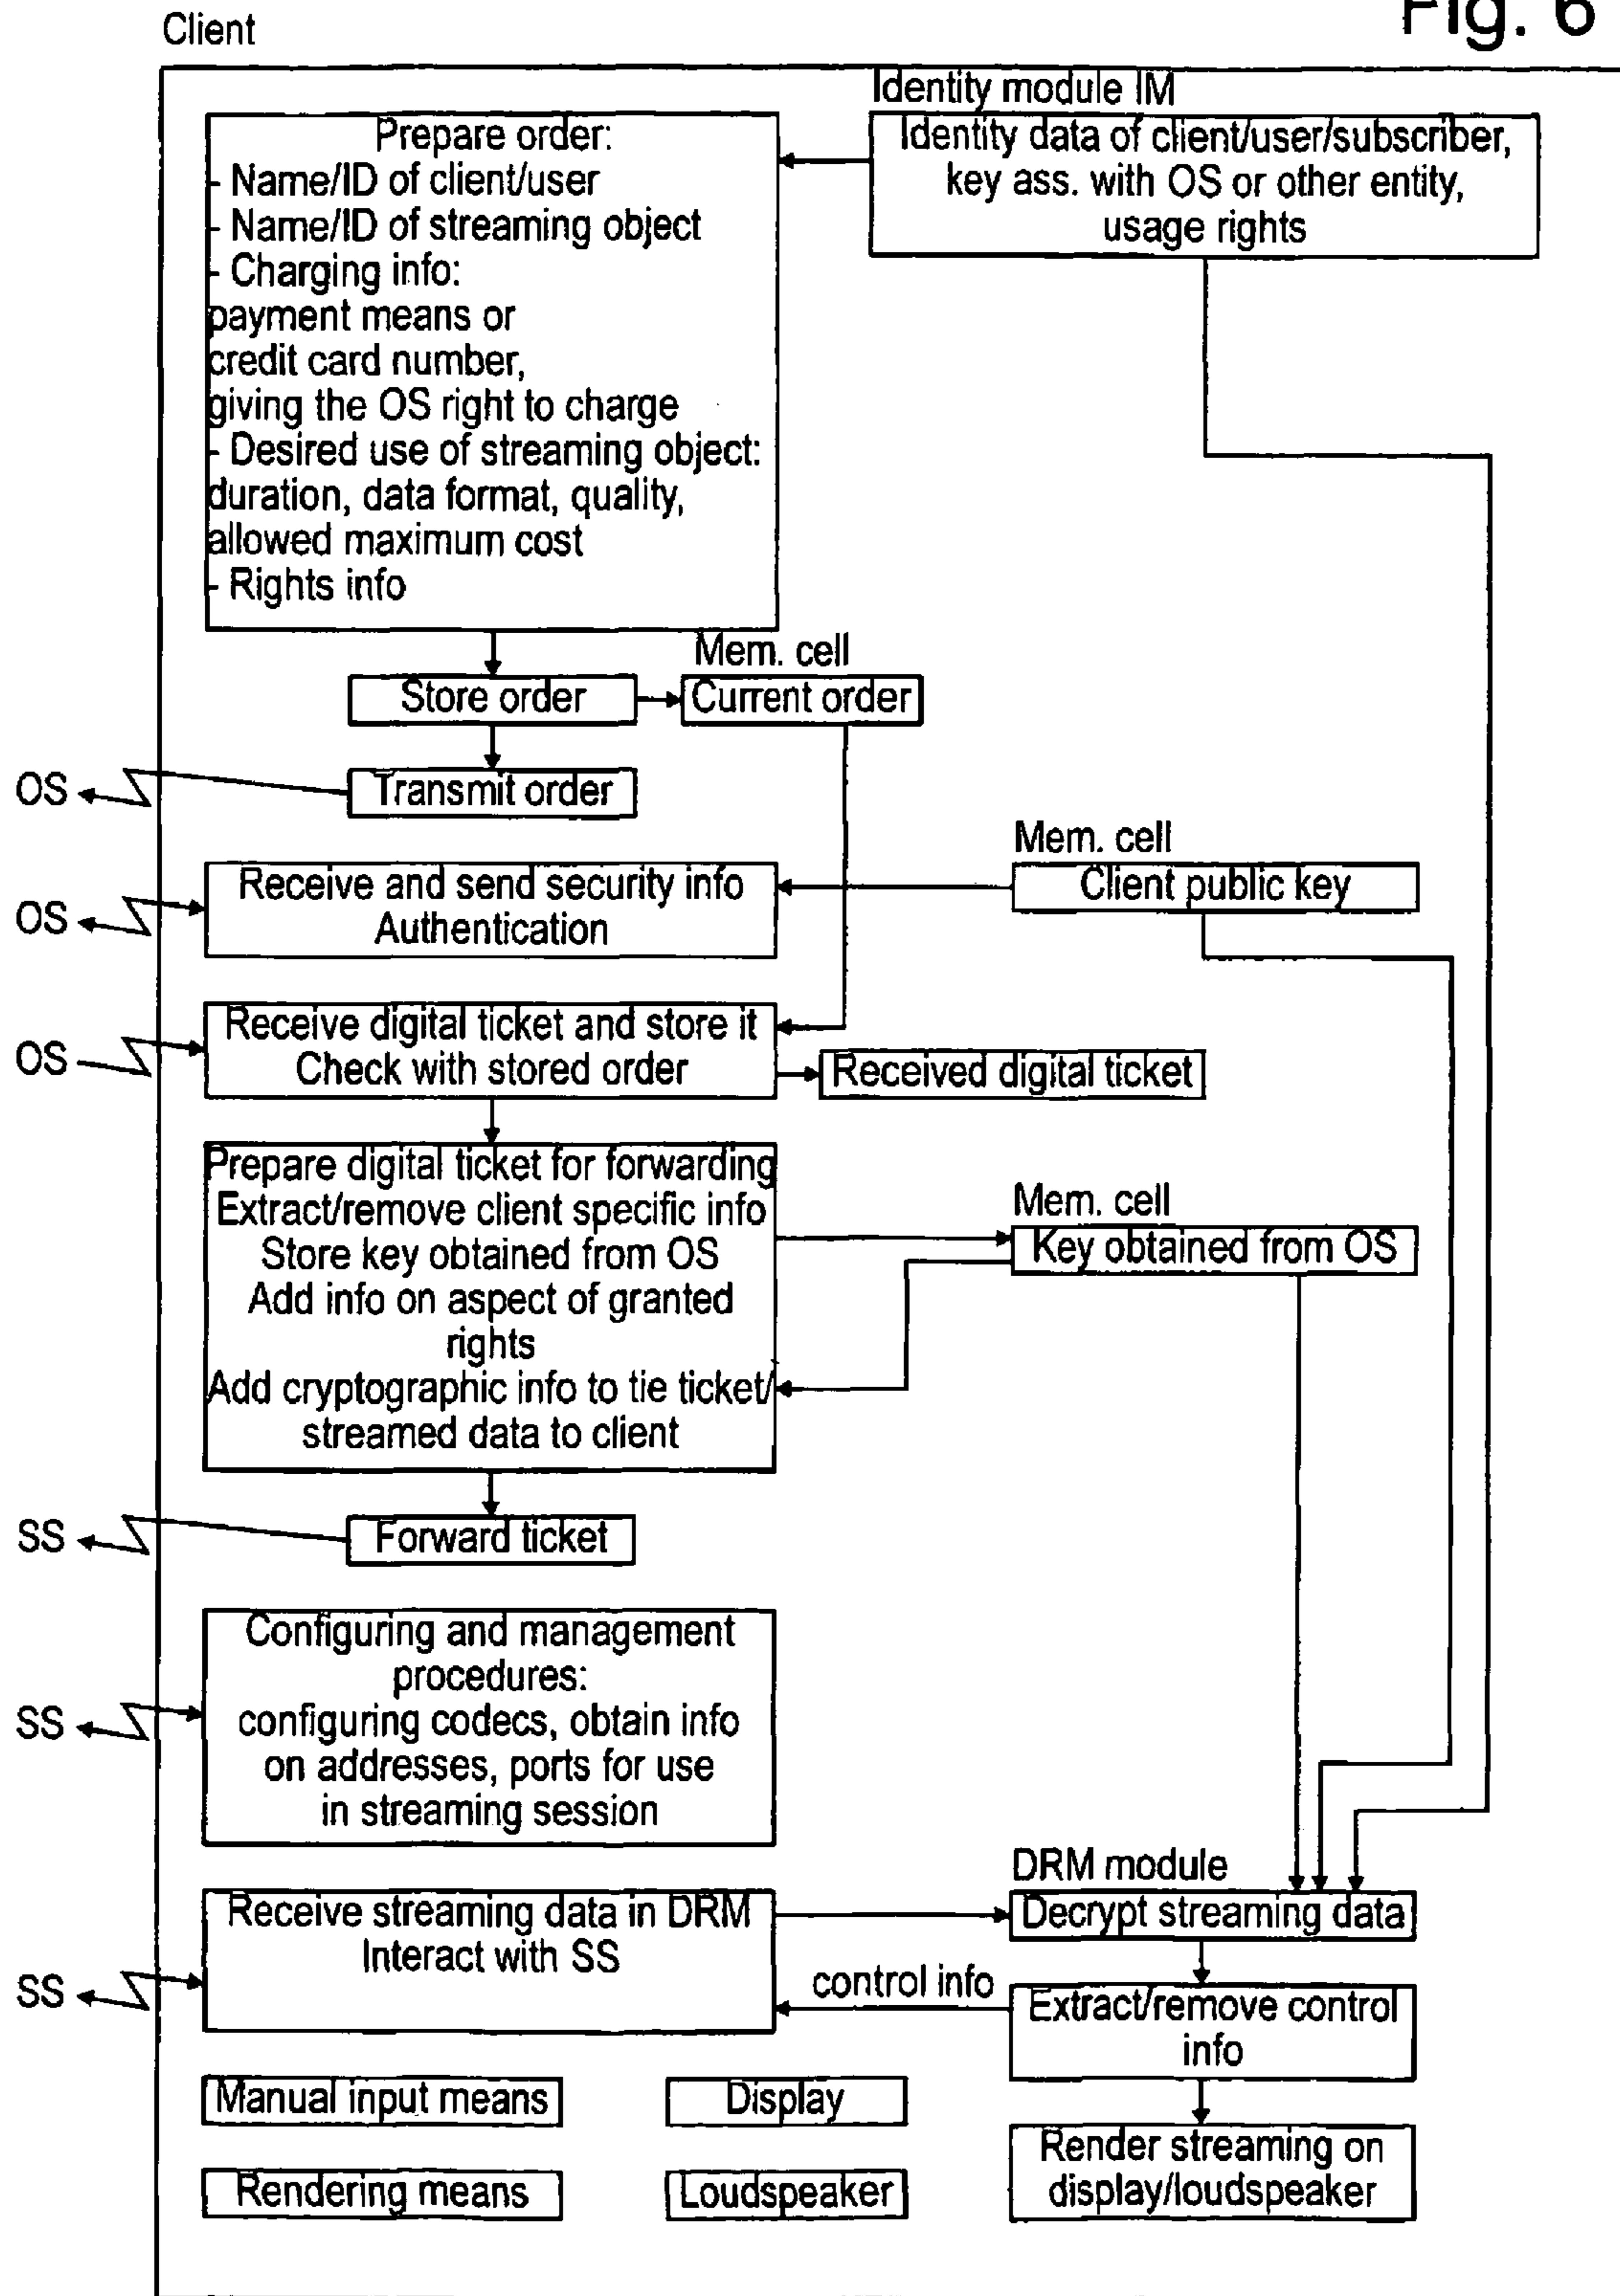 Fig. 6
Client
Identity module IM
Prepare order:
- Name/ID of client/user
- Name/ID of streaming object
- Charging info:
payment means or
credit card number,
giving the OS right to charge
- Desired use of streaming object:
duration, data format, quality,
allowed maximum cost
- Rights info
Identity data of client/user/subscriber,
key ass. with OS or other entity,
usage rights
Mem. cell
Store order
Current order
OS
Transmit order
Mem. cell
Receive and send security info
Authentication
Client public key
OS
Receive digital ticket and store it
Check with stored order
OS
Received digital ticket
Prepare digital ticket for forwarding
Extract/remove client specific info
Store key obtained from OS
Add info on aspect of granted
rights
Add cryptographic info to tie ticket/
streamed data to client
Mem. cell
Key obtained from OS
SS
Forward ticket
Configuring and management
procedures:
configuring codecs, obtain info
on addresses, ports for use
in streaming session
SS
DRM module
Receive streaming data in DRM
Interact with SS
Decrypt streaming data
SS
control info
Extract/remove control
info
Manual input means
Display
Render streaming on
display/loudspeaker
Rendering means
Loudspeaker